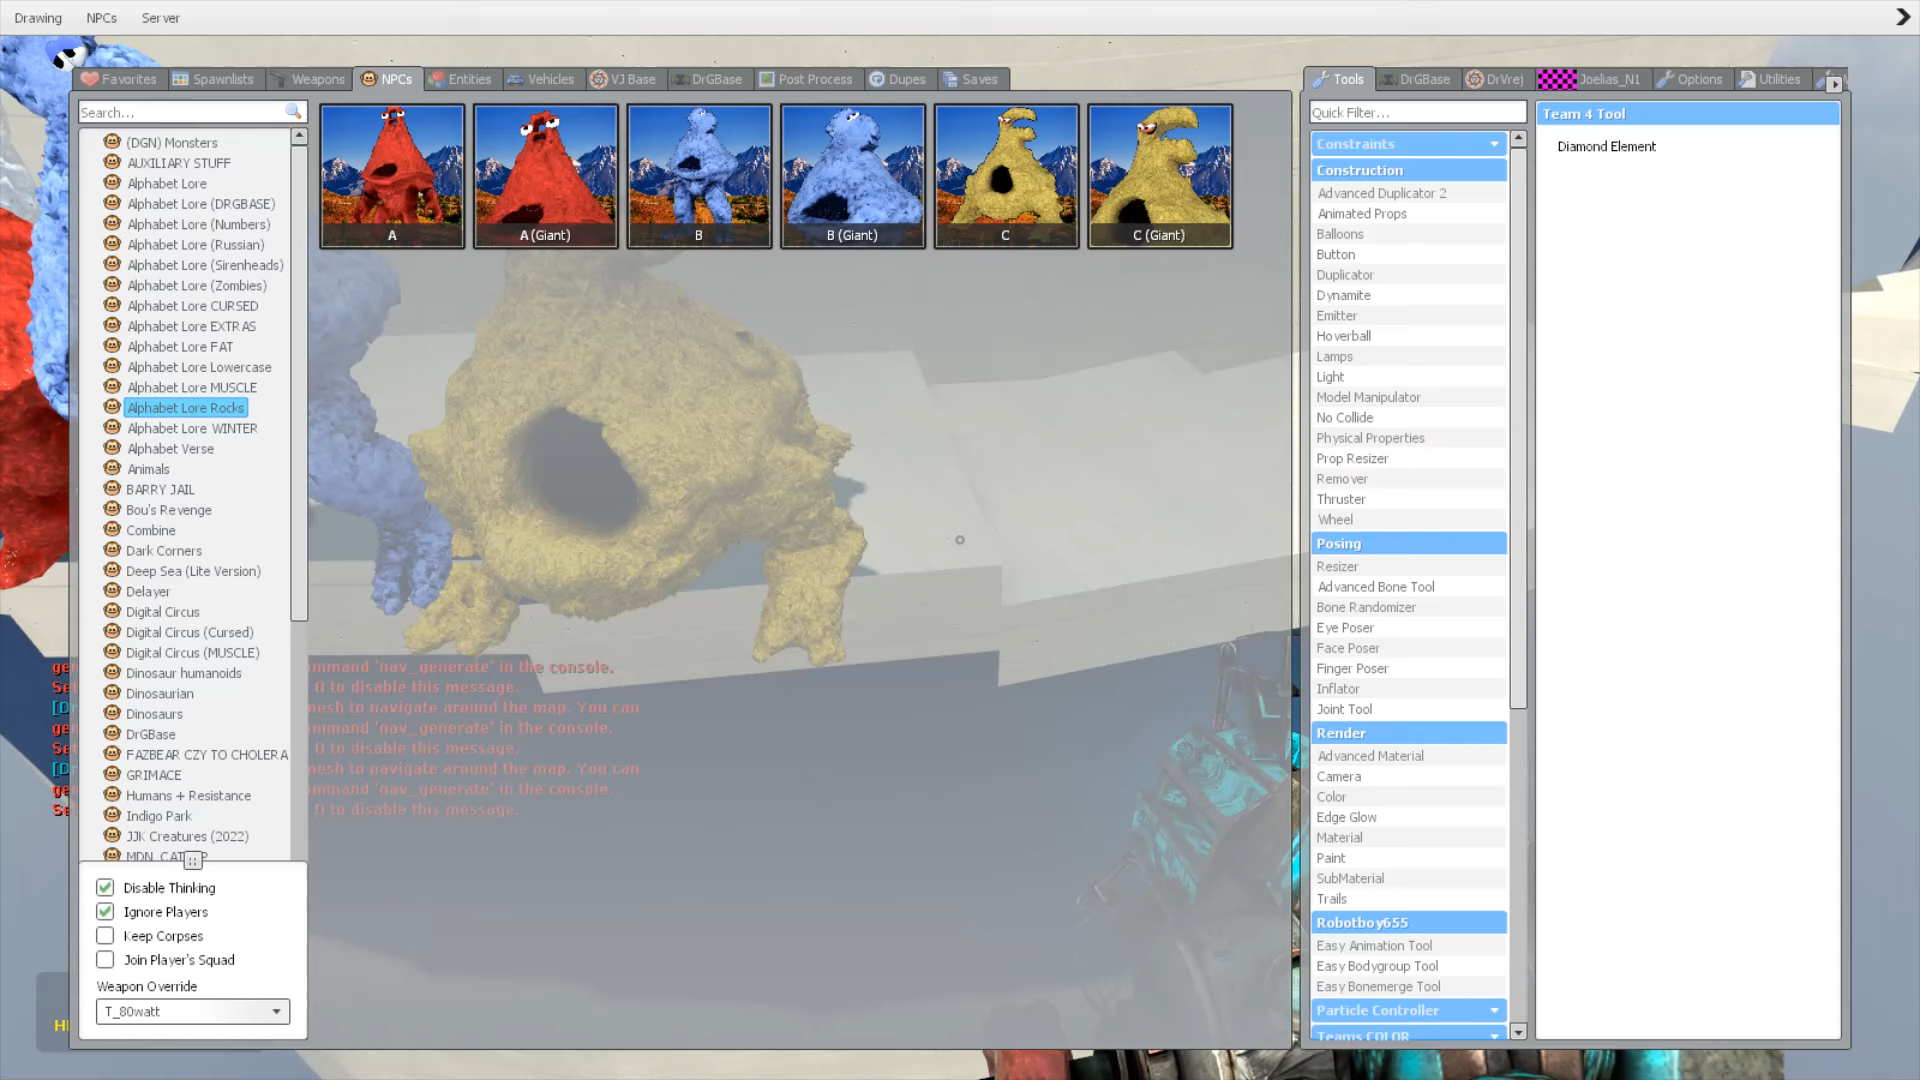 Drawing NPCs Server
Favorites Spawnlists Weapons NPCs Entities Vehicles VJ Base DrGBase Post Process Dupes Saves
Search...
(DGN) Monsters
AUXILIARY STUFF
Alphabet Lore
Alphabet Lore (DRGBASE)
Alphabet Lore (Numbers)
Alphabet Lore (Russian)
Alphabet Lore (Sirenheads)
Alphabet Lore (Zombies)
Alphabet Lore CURSED
Alphabet Lore EXTRAS
Alphabet Lore FAT
Alphabet Lore Lowercase
Alphabet Lore MUSCLE
Alphabet Lore Rocks
Alphabet Lore WINTER
Alphabet Verse
Animals
BARRY JAIL
Bou's Revenge
Combine
Dark Corners
Deep Sea (Lite Version)
Delayer
Digital Circus
Digital Circus (Cursed)
Digital Circus (MUSCLE)
Dinosaur humanoids
Dinosaurian
Dinosaurs
DrGBase
FAZBEAR CZY TO CHOLERA
GRIMACE
Humans + Resistance
Indigo Park
JJK Creatures (2022)
Disable Thinking
Ignore Players
Keep Corpses
Join Player's Squad
Weapon Override
T_80watt
A
A (Giant)
B
B (Giant)
C
C (Giant)
'nav_generate' in the console.
0 to disable this message.
mesh to navigate around the map. You can
'nav_generate' in the console.
0 to disable this message.
mesh to navigate around the map. You can
'nav_generate' in the console.
0 to disable this message.
Tools DrGBase DrVrej Joelias_N1 Options Utilities
Quick Filter...
Constraints
Construction
Advanced Duplicator 2
Animated Props
Balloons
Button
Duplicator
Dynamite
Emitter
Hoverball
Lamps
Light
Model Manipulator
No Collide
Physical Properties
Prop Resizer
Remover
Thruster
Wheel
Posing
Resizer
Advanced Bone Tool
Bone Randomizer
Eye Poser
Face Poser
Finger Poser
Inflator
Joint Tool
Render
Advanced Material
Camera
Color
Edge Glow
Material
Paint
SubMaterial
Trails
Robotboy655
Easy Animation Tool
Easy Bodygroup Tool
Easy Bonemerge Tool
Particle Controller
Teams COLOR
Team 4 Tool
Diamond Element